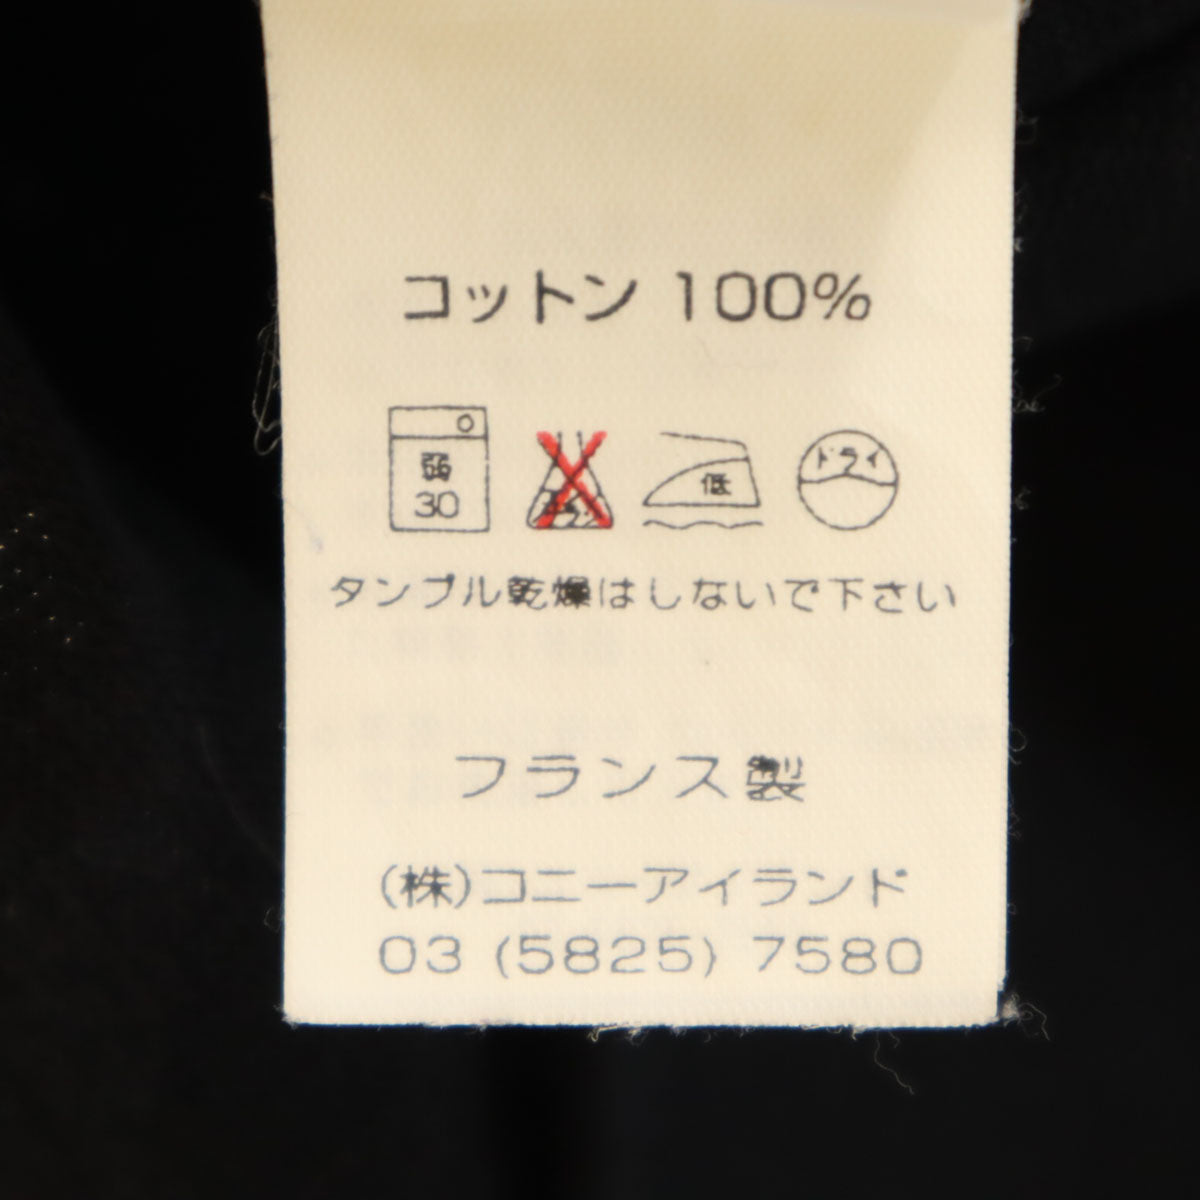 コットン 100%
弱 低 ドライ
30
タンブル乾燥はしないで下さい
フランス製
(株)コニーアイランド
03 (5825) 7580